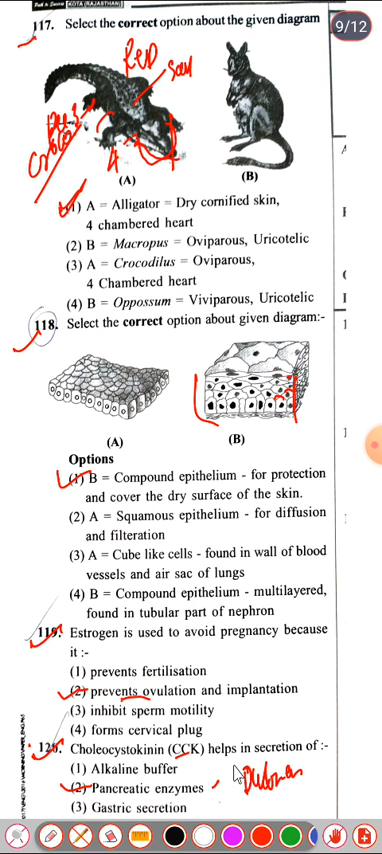 KOTA (RAJASTHAN)
9/12
117. Select the correct option about the given diagram
RED
4
(A)
(B)
(1) A = Alligator = Dry cornified skin,
4 chambered heart
(2) B = Macropus = Oviparous, Uricotelic
(3) A = Crocodilus = Oviparous,
4 Chambered heart
(4) B = Oppossum = Viviparous, Uricotelic
118. Select the correct option about given diagram:-
(A)
(B)
Options
(1) B = Compound epithelium - for protection
and cover the dry surface of the skin.
(2) A = Squamous epithelium - for diffusion
and filteration
(3) A = Cube like cells - found in wall of blood
vessels and air sac of lungs
(4) B = Compound epithelium - multilayered,
found in tubular part of nephron
119. Estrogen is used to avoid pregnancy because
it :-
(1) prevents fertilisation
(2) prevents ovulation and implantation
(3) inhibit sperm motility
(4) forms cervical plug
120. Choleocystokinin (CCK) helps in secretion of :-
(1) Alkaline buffer
(2) Pancreatic enzymes
(3) Gastric secretion